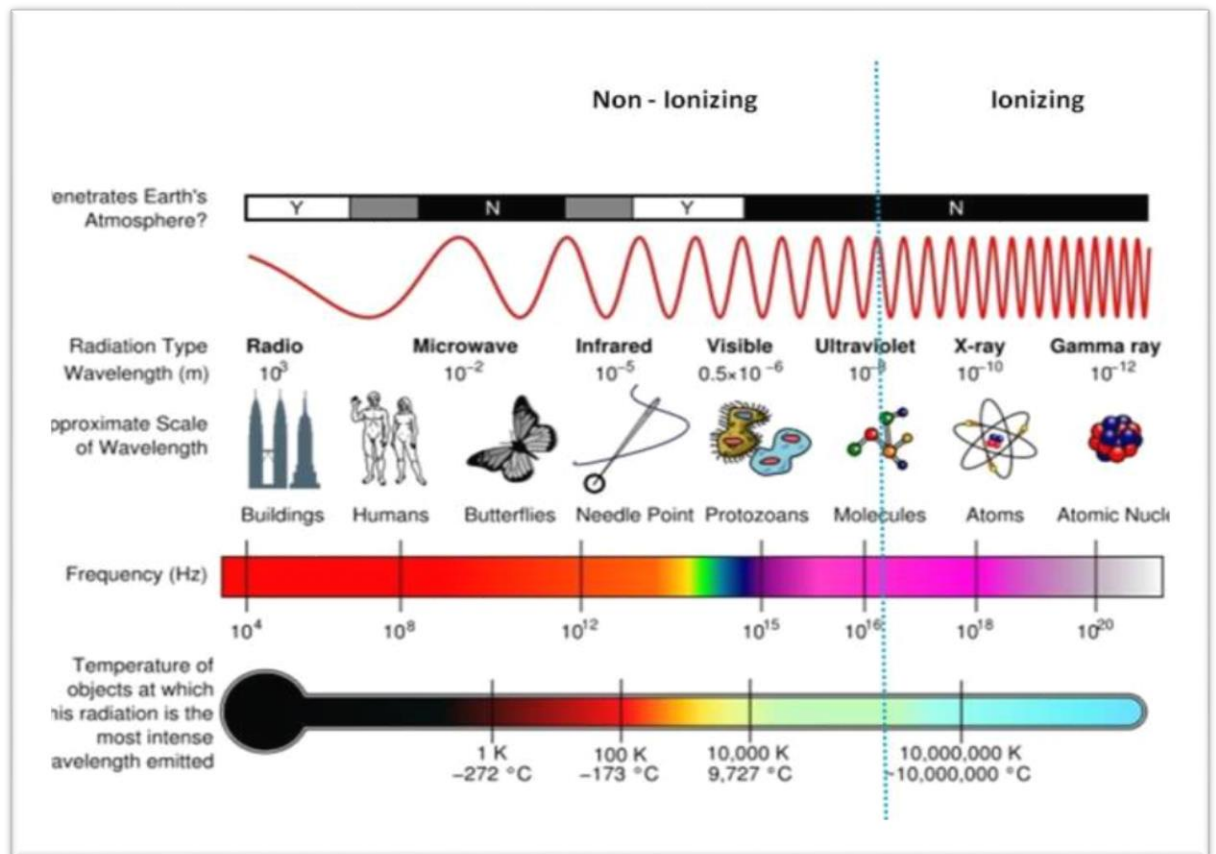 Non - Ionizing Ionizing
enetrates Earth's
Atmosphere?
Y N Y N
Radiation Type Radio Microwave Infrared Visible Ultraviolet X-ray Gamma ray
Wavelength (m) 10³ 10⁻² 10⁻⁵ 0.5×10⁻⁶ 10⁻⁸ 10⁻¹⁰ 10⁻¹²
pproximate Scale
of Wavelength
Buildings Humans Butterflies Needle Point Protozoans Molecules Atoms Atomic Nucle
Frequency (Hz)
10⁴ 10⁸ 10¹² 10¹⁵ 10¹⁶ 10¹⁸ 10²⁰
Temperature of
objects at which
his radiation is the
most intense
avelength emitted
1 K 100 K 10,000 K 10,000,000 K
−272 °C −173 °C 9,727 °C ~10,000,000 °C